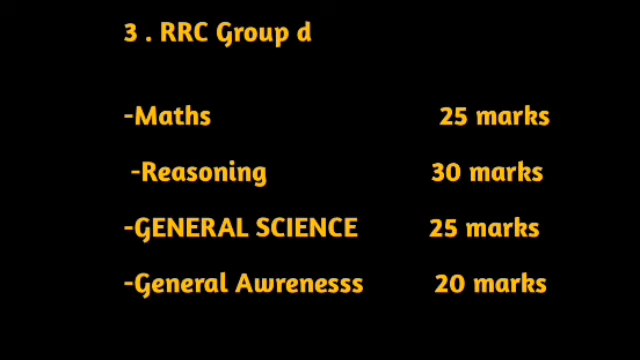 3 . RRC Group d
-Maths 25 marks
-Reasoning 30 marks
-GENERAL SCIENCE 25 marks
-General Awrenesss 20 marks